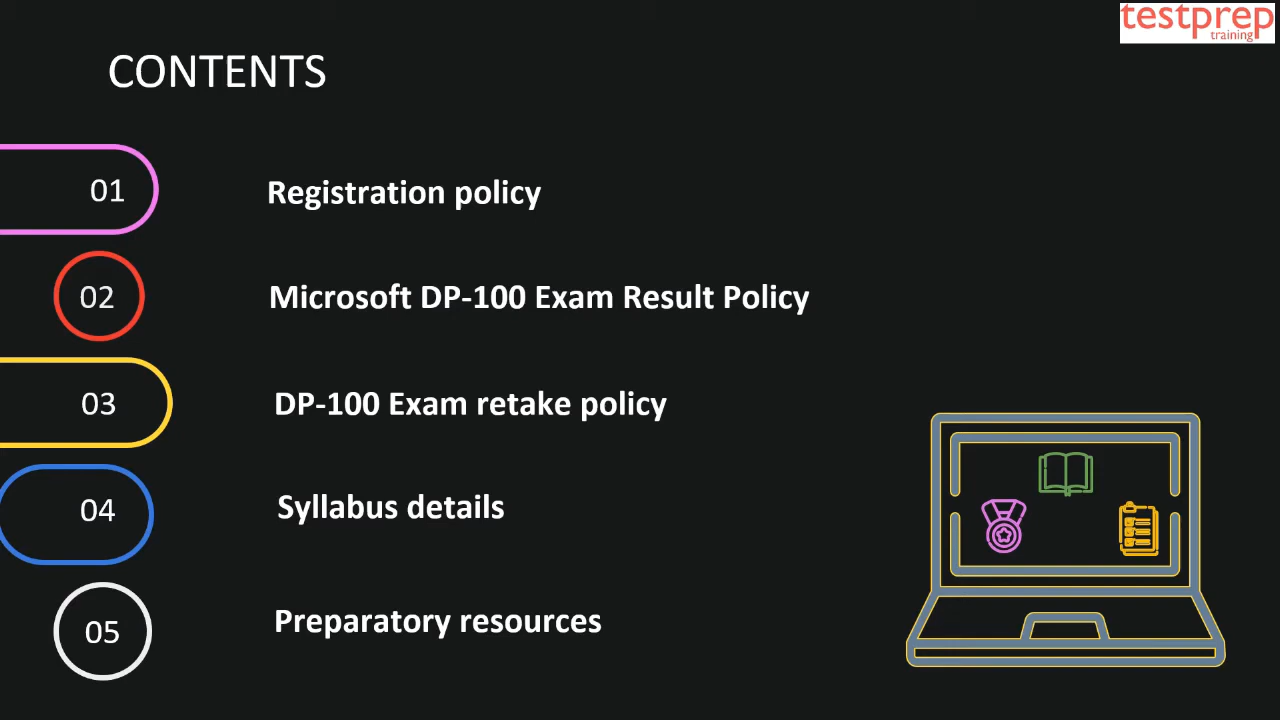 testprep
training
CONTENTS
01
Registration policy
02
Microsoft DP-100 Exam Result Policy
03
DP-100 Exam retake policy
04
Syllabus details
05
Preparatory resources